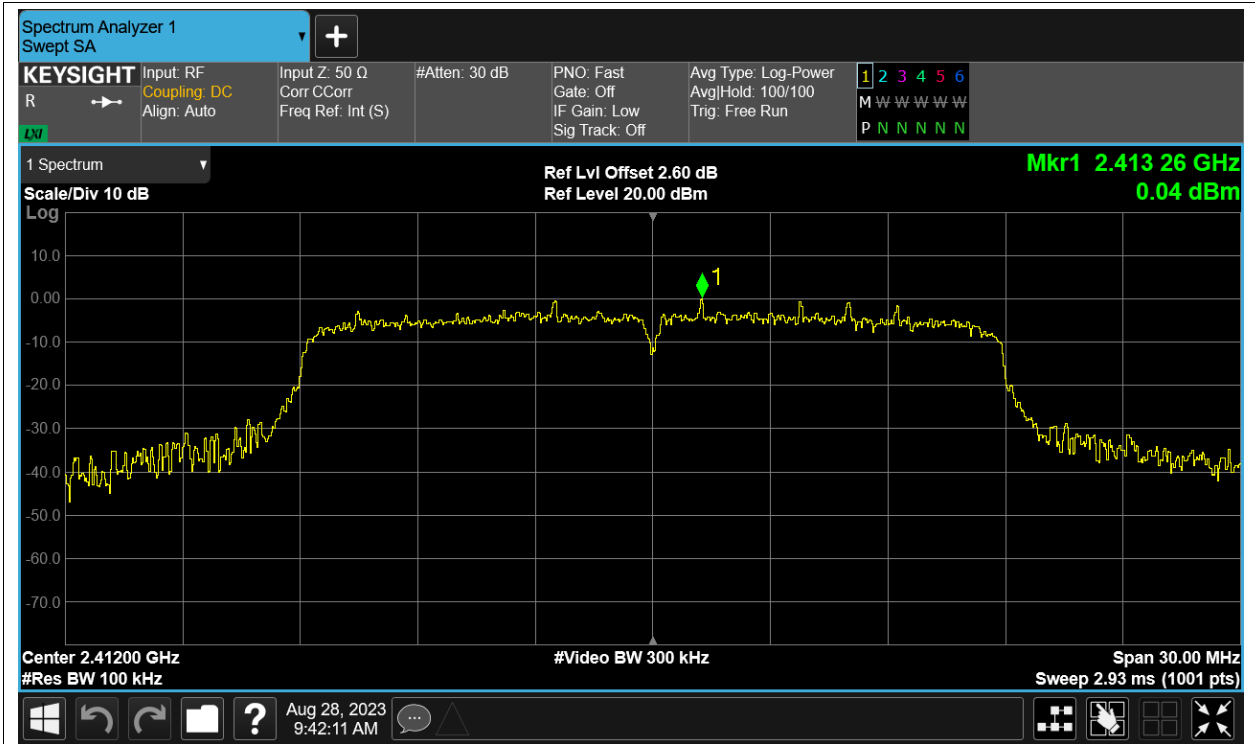 Spectrum Analyzer 1
Swept SA
KEYSIGHT
R
LXI
Input: RF
Coupling: DC
Align: Auto
Input Z: 50 Ω
Corr CCorr
Freq Ref: Int (S)
#Atten: 30 dB
PNO: Fast
Gate: Off
IF Gain: Low
Sig Track: Off
Avg Type: Log-Power
Avg|Hold: 100/100
Trig: Free Run
1 2 3 4 5 6
M W W W W W
P N N N N N
1 Spectrum
Scale/Div 10 dB
Log
Ref Lvl Offset 2.60 dB
Ref Level 20.00 dBm
Mkr1 2.413 26 GHz
0.04 dBm
10.0
0.00
-10.0
-20.0
-30.0
-40.0
-50.0
-60.0
-70.0
1
Center 2.41200 GHz
#Res BW 100 kHz
#Video BW 300 kHz
Span 30.00 MHz
Sweep 2.93 ms (1001 pts)
?
Aug 28, 2023
9:42:11 AM